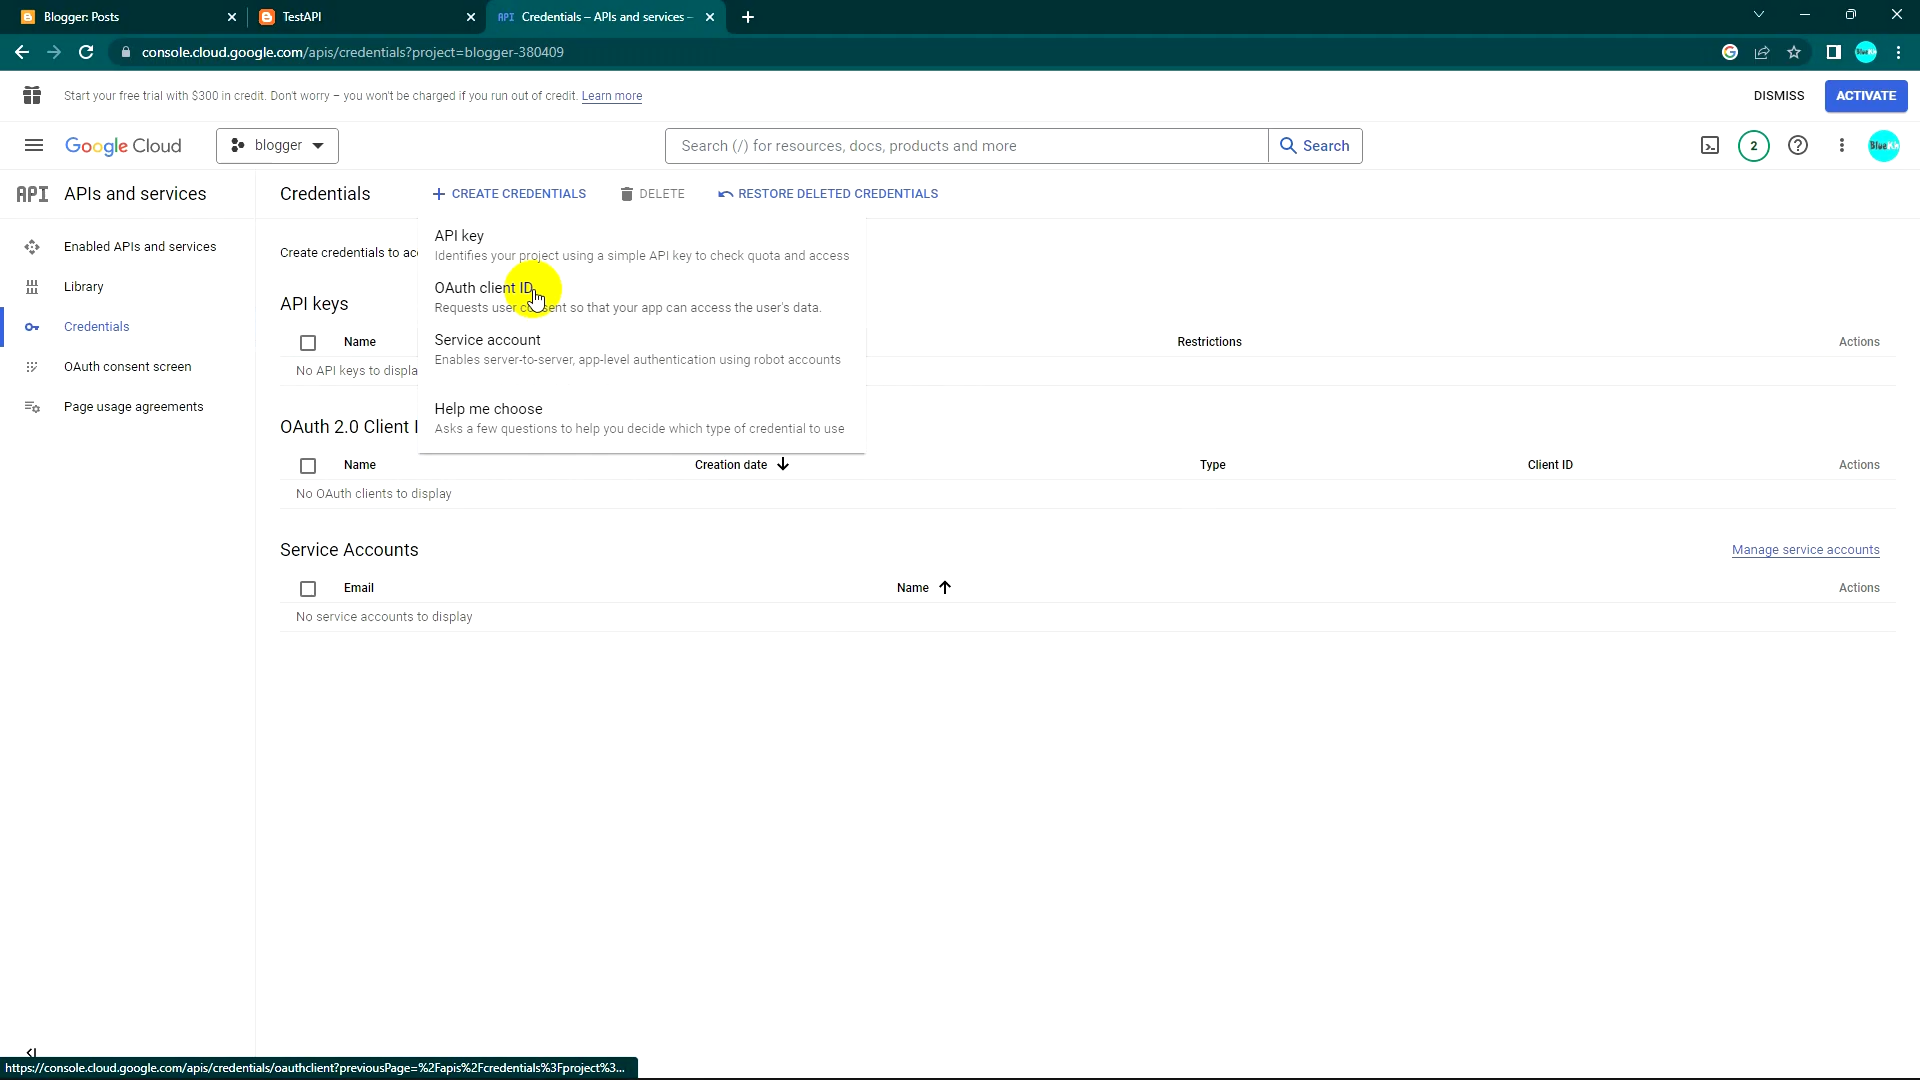 Blogger: Posts
TestAPI
API Credentials – APIs and services –
console.cloud.google.com/apis/credentials?project=blogger-380409
Start your free trial with $300 in credit. Don't worry – you won't be charged if you run out of credit. Learn more
DISMISS
ACTIVATE
Google Cloud
blogger
Search (/) for resources, docs, products and more
Search
2
API APIs and services
Credentials
CREATE CREDENTIALS
DELETE
RESTORE DELETED CREDENTIALS
Enabled APIs and services
Library
Credentials
OAuth consent screen
Page usage agreements
Create credentials to
API key
Identifies your project using a simple API key to check quota and access
OAuth client ID
Requests user consent so that your app can access the user's data.
Service account
Enables server-to-server, app-level authentication using robot accounts
Help me choose
Asks a few questions to help you decide which type of credential to use
API keys
Name
Restrictions
Actions
No API keys to displa
OAuth 2.0 Client I
Name
Creation date
Type
Client ID
Actions
No OAuth clients to display
Service Accounts
Manage service accounts
Email
Name
Actions
No service accounts to display
https://console.cloud.google.com/apis/credentials/oauthclient?previousPage=%2Fapis%2Fcredentials%3Fproject%3...